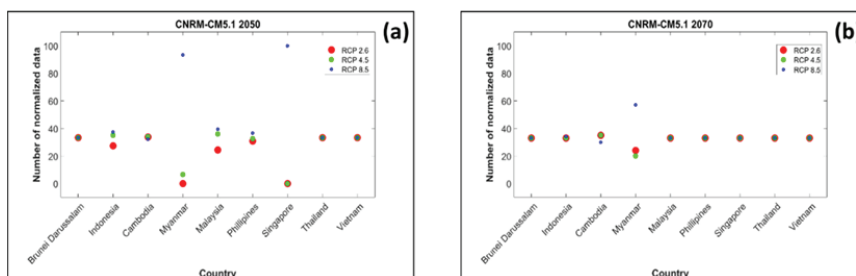 CNRM-CM5.1 2050
(a)
RCP 2.6
RCP 4.5
RCP 8.5
Number of normalized data
100
80
60
40
20
0
Brunei Darussalam
Indonesia
Cambodia
Myanmar
Malaysia
Phillipines
Singapore
Thailand
Vietnam
Country
CNRM-CM5.1 2070
(b)
RCP 2.6
RCP 4.5
RCP 8.5
Number of normalized data
100
80
60
40
20
0
Brunei Darussalam
Indonesia
Cambodia
Myanmar
Malaysia
Philipines
Singapore
Thailand
Vietnam
Country